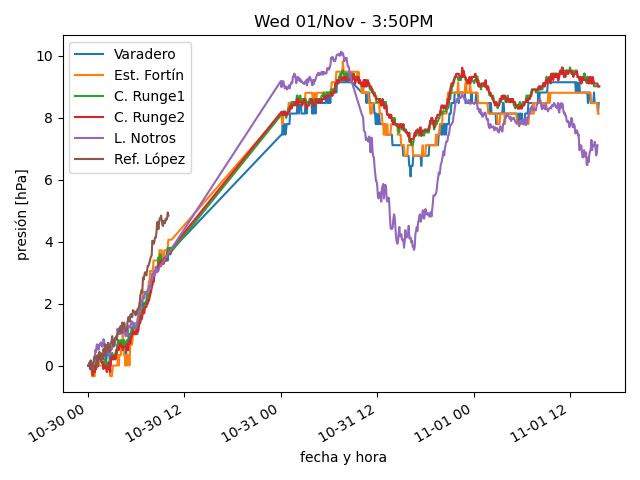 Wed 01/Nov - 3:50PM
10
8
6
4
2
0
presión [hPa]
Varadero
Est. Fortín
C. Runge1
C. Runge2
L. Notros
Ref. López
10-30 00
10-30 12
10-31 00
10-31 12
11-01 00
11-01 12
fecha y hora